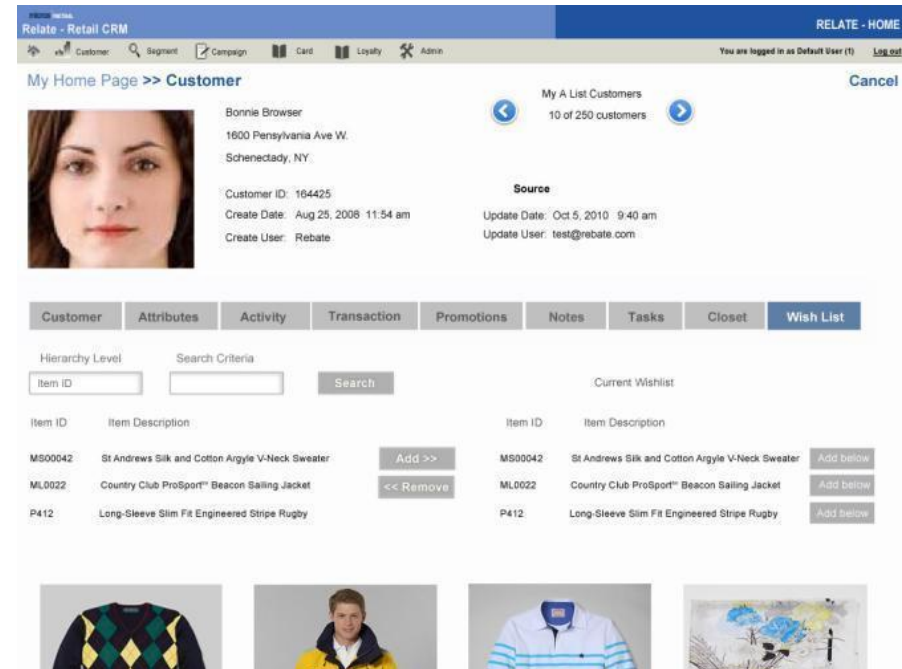 MICROS RETAIL
Relate - Retail CRM
RELATE - HOME
Customer Segment Campaign Card Loyalty Admin You are logged in as Default User (1) Log out
My Home Page >> Customer
Cancel
My A List Customers
10 of 250 customers
Bonnie Browser
1600 Pensylvania Ave W.
Schenectady, NY
Customer ID: 164425
Create Date: Aug 25, 2008 11:54 am
Create User: Rebate
Source
Update Date: Oct 5, 2010 9:40 am
Update User: test@rebate.com
Customer Attributes Activity Transaction Promotions Notes Tasks Closet Wish List
Hierarchy Level Search Criteria
Item ID Search Current Wishlist
Item ID Item Description Item ID Item Description
MS00042 St Andrews Silk and Cotton Argyle V-Neck Sweater Add >> MS00042 St Andrews Silk and Cotton Argyle V-Neck Sweater Add below
ML0022 Country Club ProSport™ Beacon Sailing Jacket << Remove ML0022 Country Club ProSport™ Beacon Sailing Jacket Add below
P412 Long-Sleeve Slim Fit Engineered Stripe Rugby P412 Long-Sleeve Slim Fit Engineered Stripe Rugby Add below